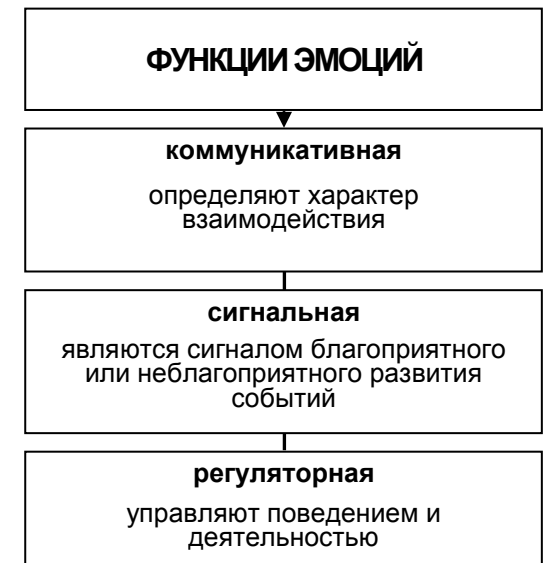 ФУНКЦИИ ЭМОЦИЙ
коммуникативная
определяют характер
взаимодействия
сигнальная
являются сигналом благоприятного
или неблагоприятного развития
событий
регуляторная
управляют поведением и
деятельностью